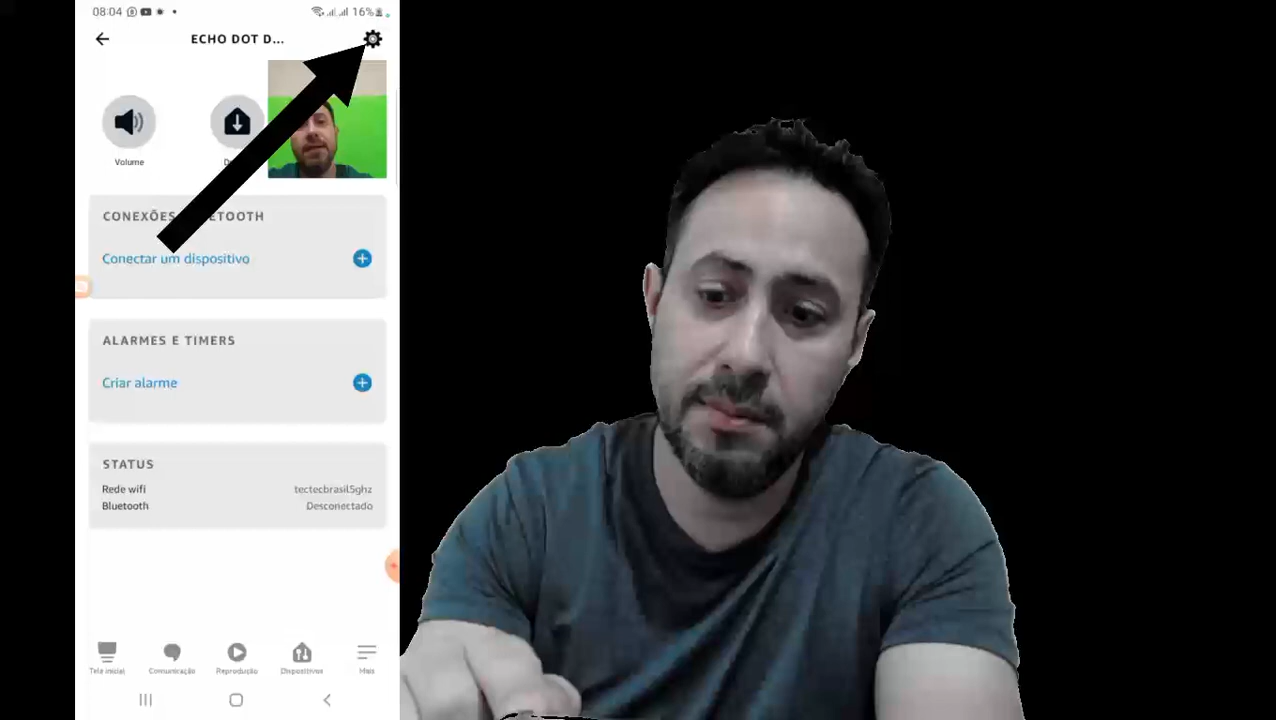 08:04
16%
ECHO DOT D...
Volume
CONEXÕES
Conectar um dispositivo
ALARMES E TIMERS
Criar alarme
STATUS
Rede wifi tectecbrasil5ghz
Bluetooth Desconectado
Tela inicial Comunicação Reprodução Dispositivos Mais